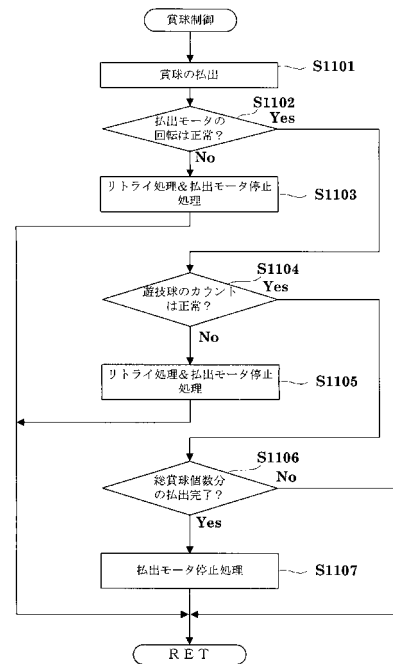 賞球制御
賞球の払出
S1101
S1102
払出モータの
回転は正常？
Yes
No
リトライ処理＆払出モータ停止
処理
S1103
S1104
遊技球のカウント
は正常？
Yes
No
リトライ処理＆払出モータ停止
処理
S1105
S1106
総賞球個数分
の払出完了？
No
Yes
払出モータ停止処理
S1107
ＲＥＴ